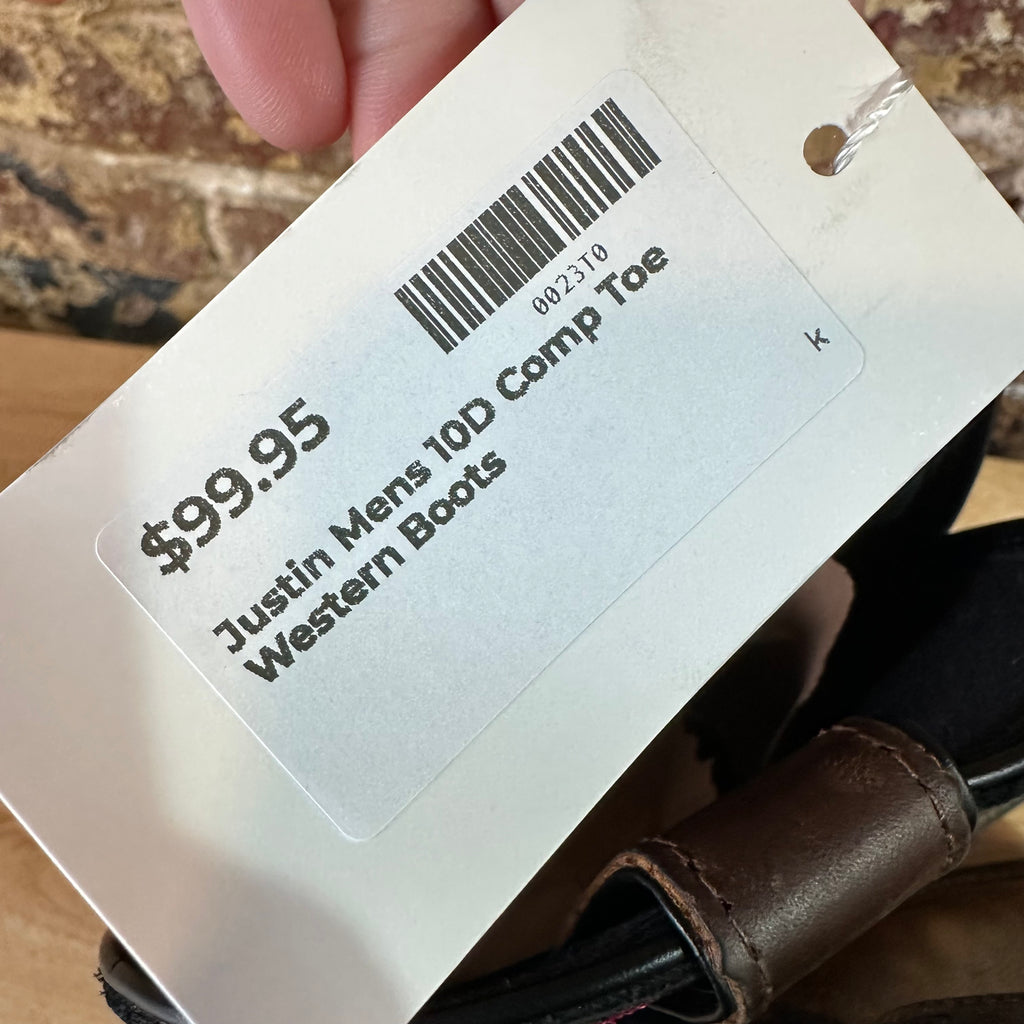 0023T0
$99.95
Justin Mens 10D Comp Toe
Western Boots
k